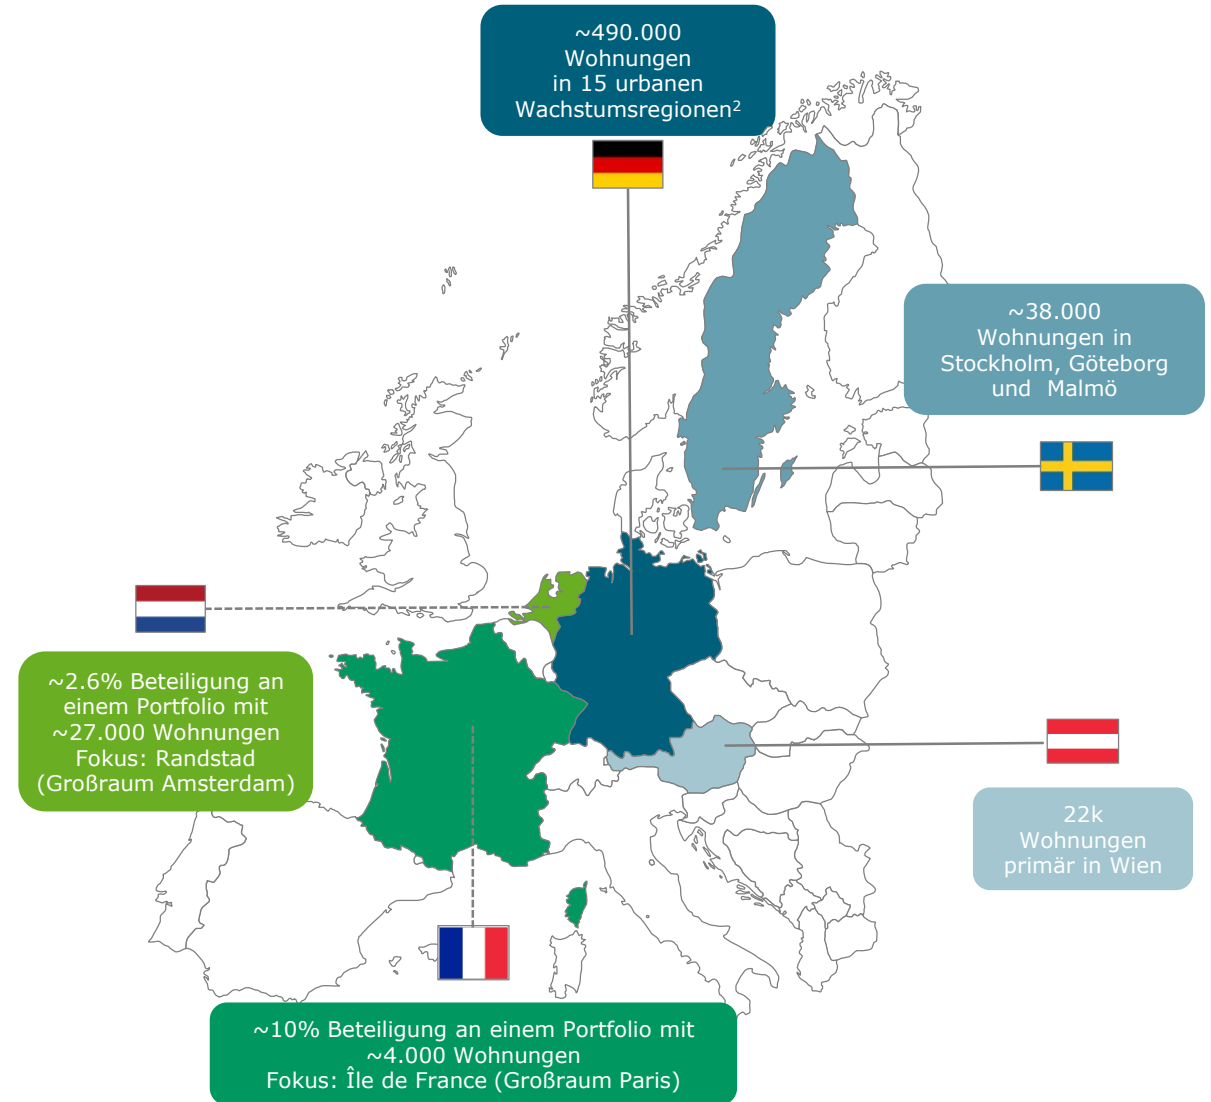 ~490.000
Wohnungen
in 15 urbanen
Wachstumsregionen²
~38.000
Wohnungen in
Stockholm, Göteborg
und  Malmö
~2.6% Beteiligung an
einem Portfolio mit
~27.000 Wohnungen
Fokus: Randstad
(Großraum Amsterdam)
22k
Wohnungen
primär in Wien
~10% Beteiligung an einem Portfolio mit
~4.000 Wohnungen
Fokus: Île de France (Großraum Paris)